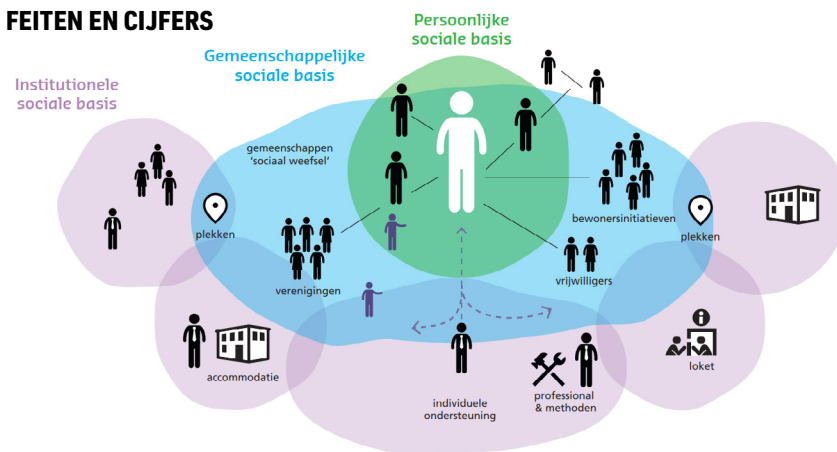 FEITEN EN CIJFERS
Persoonlijke
sociale basis
Gemeenschappelijke
sociale basis
Institutionele
sociale basis
gemeenschappen
'sociaal weefsel'
plekken
bewonersinitiatieven
plekken
verenigingen
vrijwilligers
accommodatie
individuele
ondersteuning
professional
& methoden
i
loket